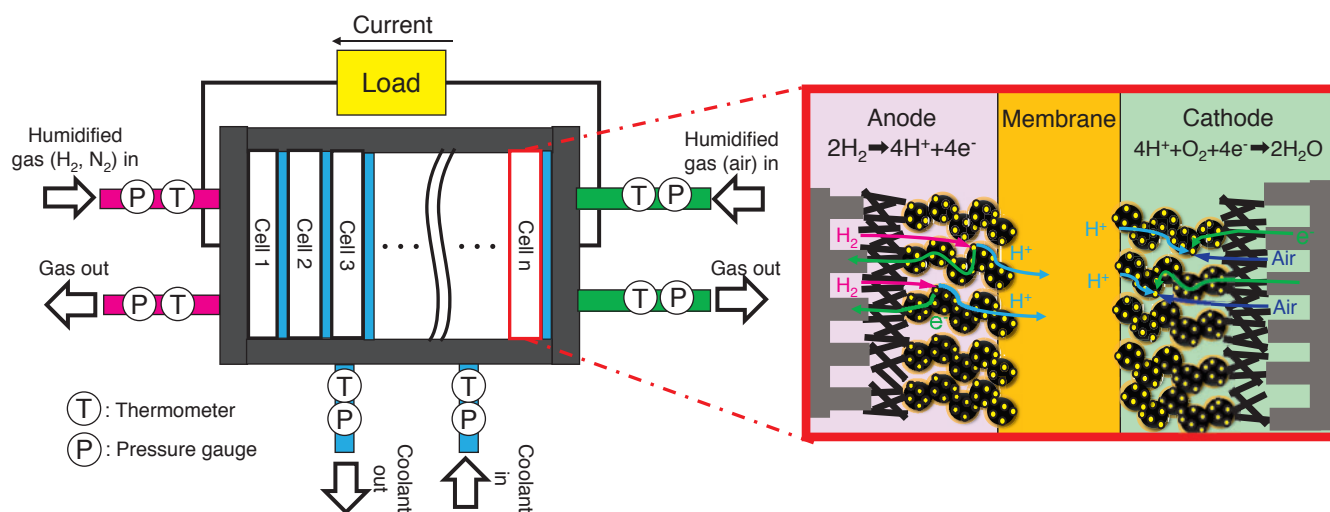 Current
Load
Humidified
gas (H₂, N₂) in
P T
Gas out
P T
Cell 1
Cell 2
Cell 3
Cell n
Humidified
gas (air) in
T P
Gas out
T P
T
P
T
P
Coolant
out
Coolant
in
T : Thermometer
P : Pressure gauge
Anode
2H₂➡4H⁺+4e⁻
Membrane
Cathode
4H⁺+O₂+4e⁻➡2H₂O
H₂
H⁺
H₂
H⁺
e⁻
H⁺
e⁻
Air
H⁺
Air